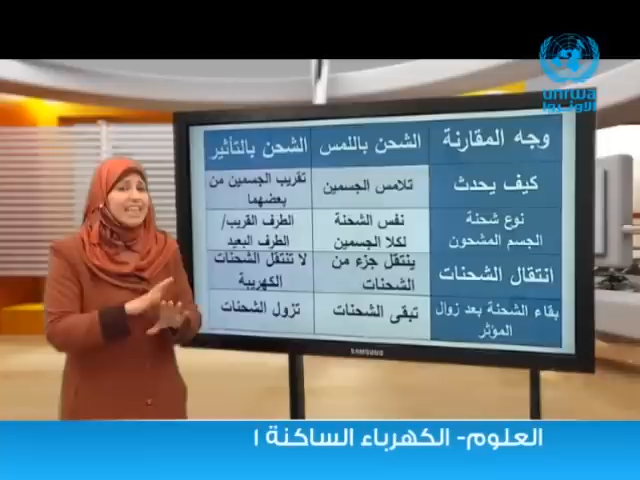 unrwa
الأونروا
وجه المقارنة
الشحن باللمس
الشحن بالتأثير
كيف يحدث
تلامس الجسمين
تقريب الجسمين من
بعضهما
نوع شحنة
الجسم المشحون
نفس الشحنة
لكلا الجسمين
الطرف القريب/
الطرف البعيد
انتقال الشحنات
ينتقل جزء من
الشحنات
لا تنتقل الشحنات
الكهربية
بقاء الشحنة بعد زوال
المؤثر
تبقى الشحنات
تزول الشحنات
SAMSUNG
العلوم- الكهرباء الساكنة ١